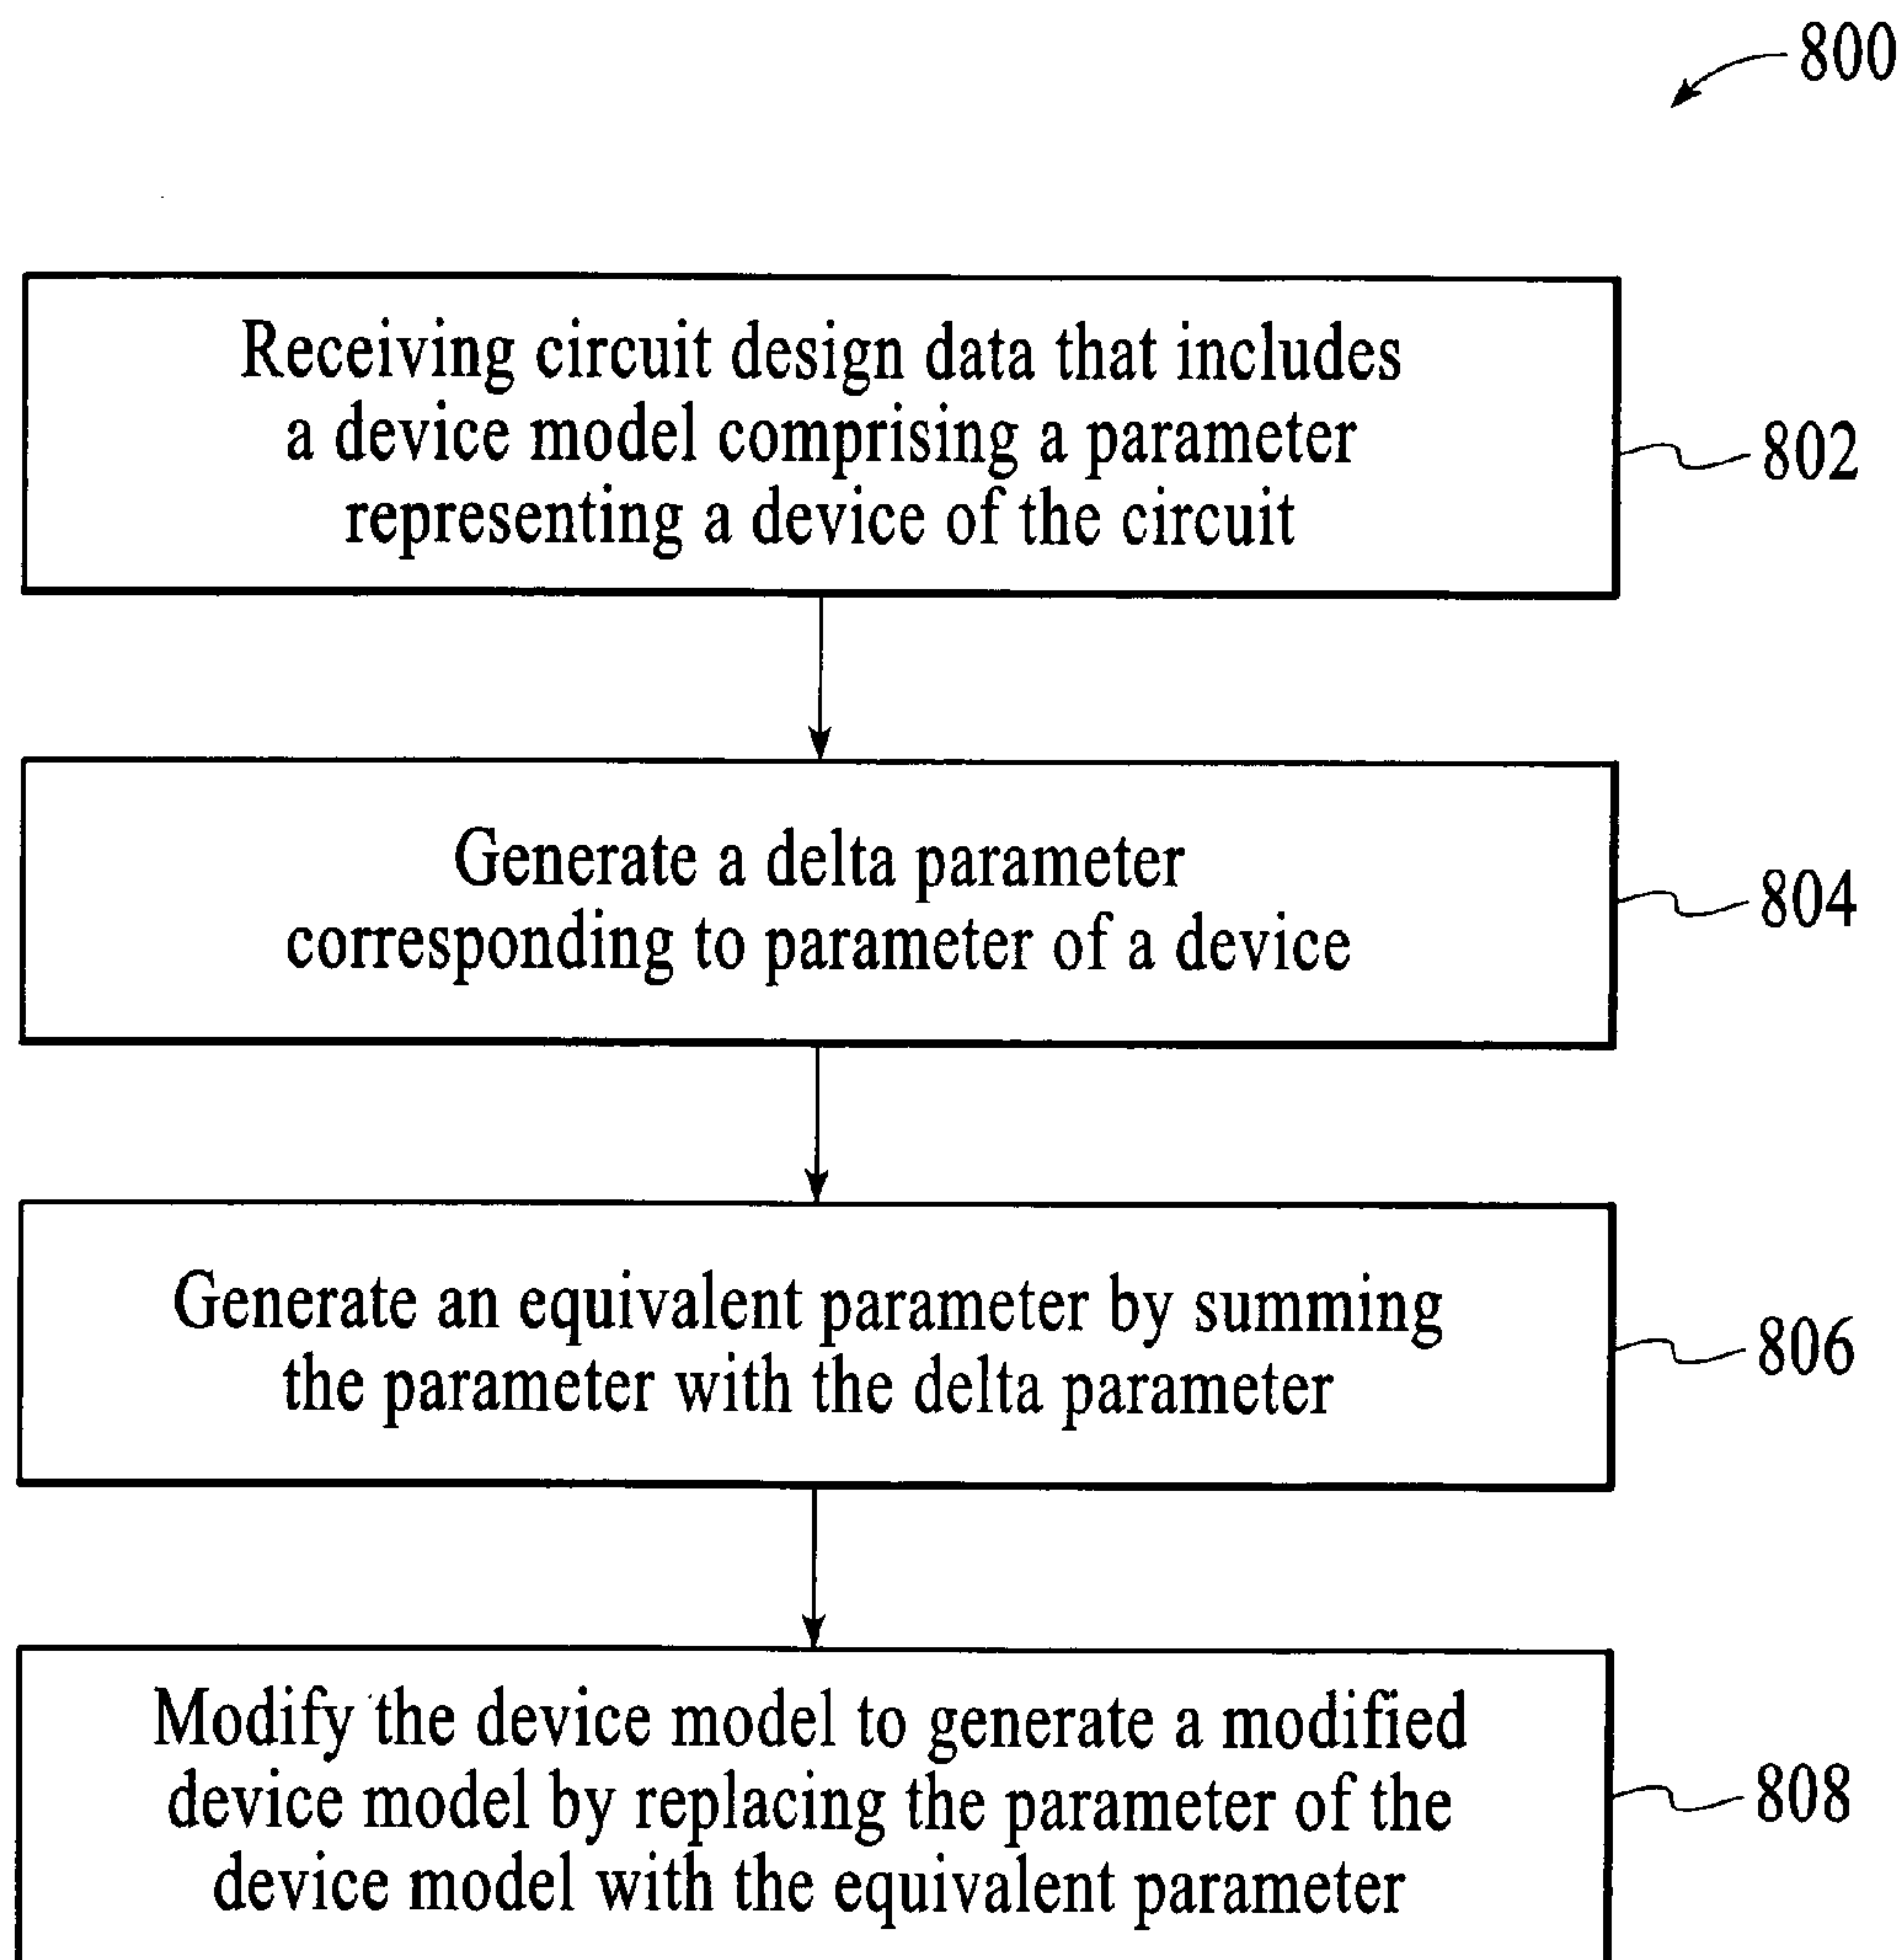 800
Receiving circuit design data that includes
a device model comprising a parameter
representing a device of the circuit
802
Generate a delta parameter
corresponding to parameter of a device
804
Generate an equivalent parameter by summing
the parameter with the delta parameter
806
Modify the device model to generate a modified
device model by replacing the parameter of the
device model with the equivalent parameter
808